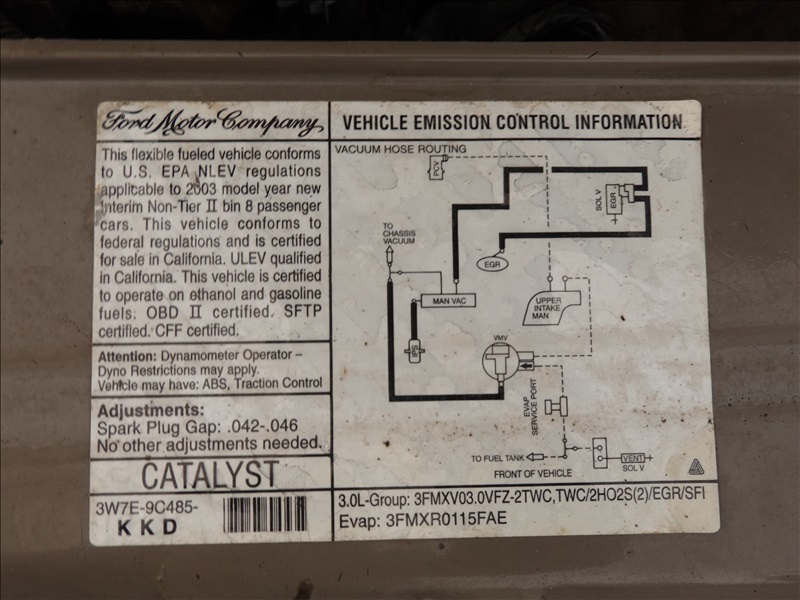 Ford Motor Company
This flexible fueled vehicle conforms
to U.S. EPA NLEV regulations
applicable to 2003 model year new
Interim Non-Tier II bin 8 passenger
cars. This vehicle conforms to
federal regulations and is certified
for sale in California. ULEV qualified
in California. This vehicle is certified
to operate on ethanol and gasoline
fuels. OBD II certified. SFTP
certified. CFF certified.
Attention: Dynamometer Operator –
Dyno Restrictions may apply.
Vehicle may have: ABS, Traction Control
Adjustments:
Spark Plug Gap: .042-.046
No other adjustments needed.
CATALYST
3W7E-9C485-
K K D
VEHICLE EMISSION CONTROL INFORMATION
VACUUM HOSE ROUTING
PCV
SOL V
EGR
TO
CHASSIS
VACUUM
EGR
MAN VAC
UPPER
INTAKE
MAN
IPS
VMV
EVAP
SERVICE PORT
TO FUEL TANK
VENT
SOL V
FRONT OF VEHICLE
3.0L-Group: 3FMXV03.0VFZ-2TWC,TWC/2HO2S(2)/EGR/SFI
Evap: 3FMXR0115FAE